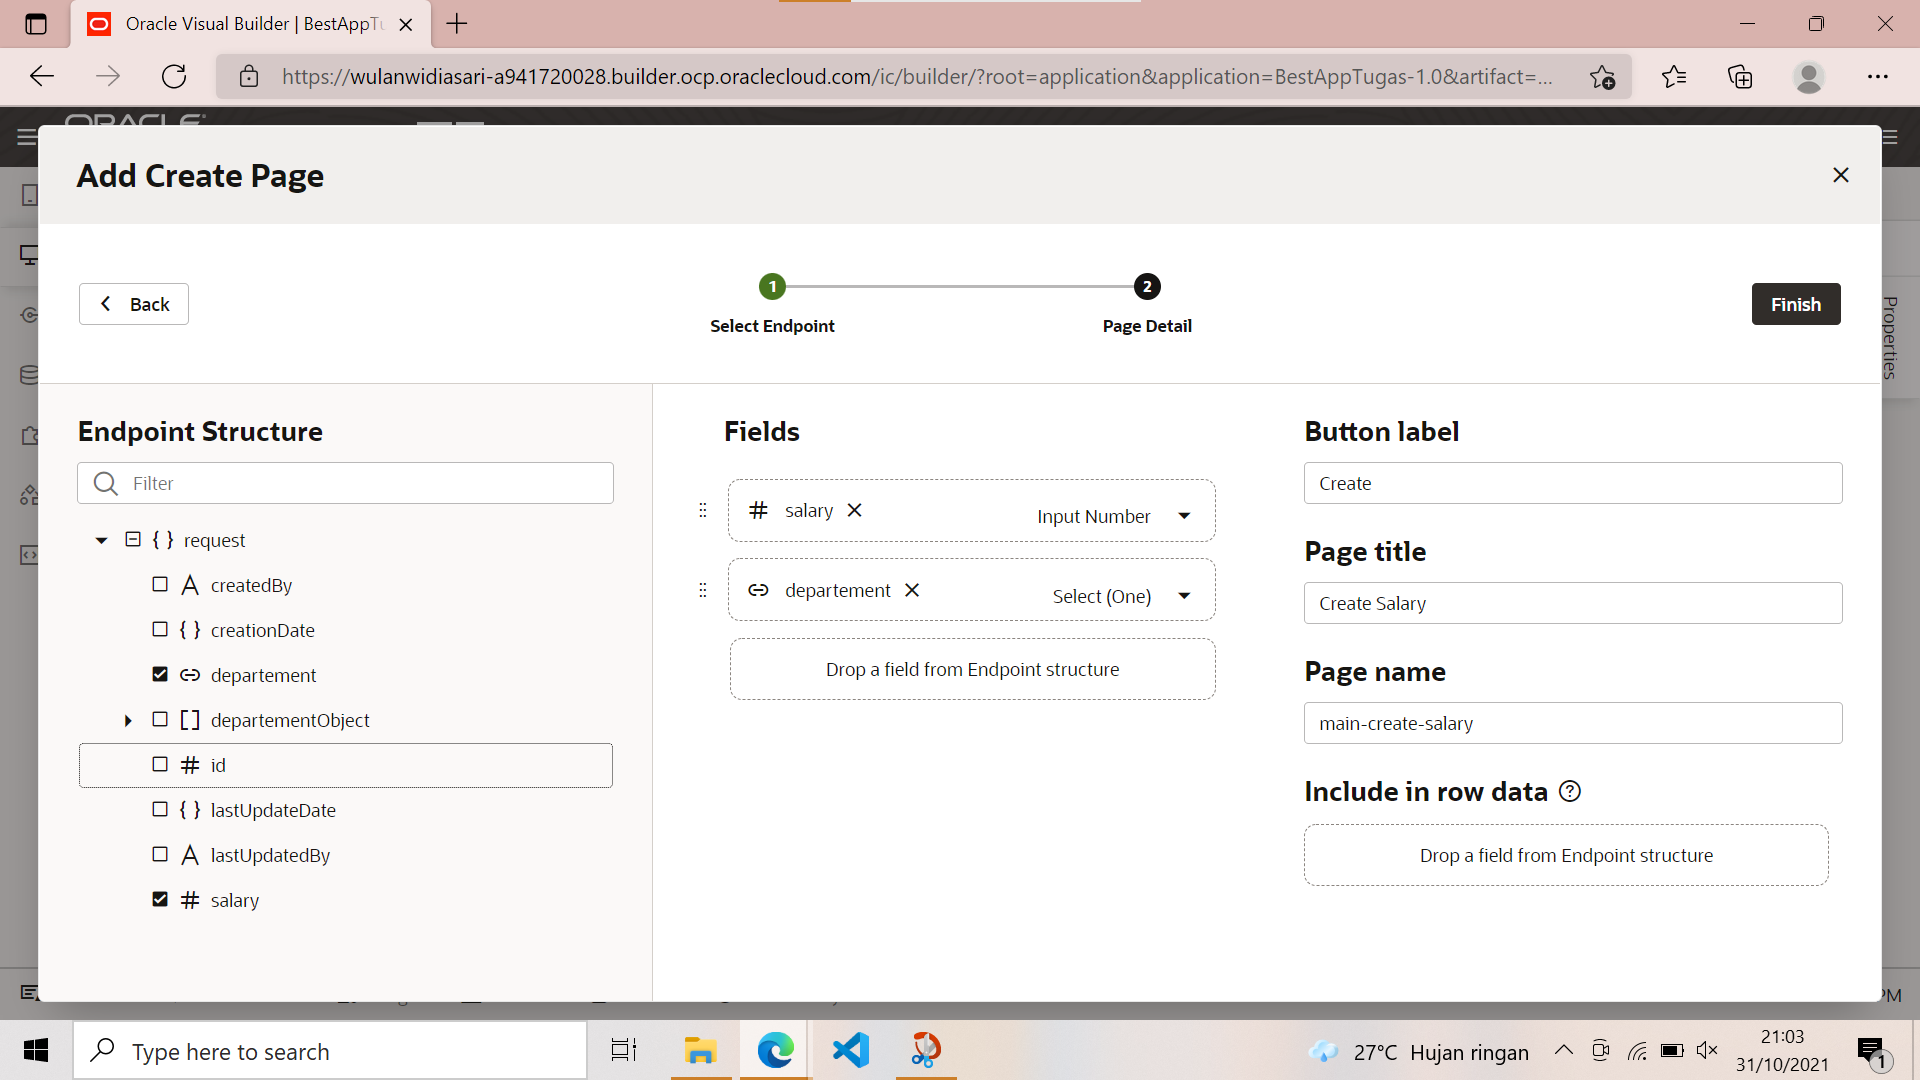 Oracle Visual Builder | BestAppTu
https://wulanwidiasari-a941720028.builder.ocp.oraclecloud.com/ic/builder/?root=application&application=BestAppTugas-1.0&artifact=...
ORACLE
Add Create Page
Back
1
2
Select Endpoint
Page Detail
Finish
Properties
Endpoint Structure
Filter
request
createdBy
creationDate
departement
departementObject
id
lastUpdateDate
lastUpdatedBy
salary
Fields
salary
Input Number
departement
Select (One)
Drop a field from Endpoint structure
Button label
Create
Page title
Create Salary
Page name
main-create-salary
Include in row data
Drop a field from Endpoint structure
PM
Type here to search
27°C Hujan ringan
21:03
31/10/2021
1